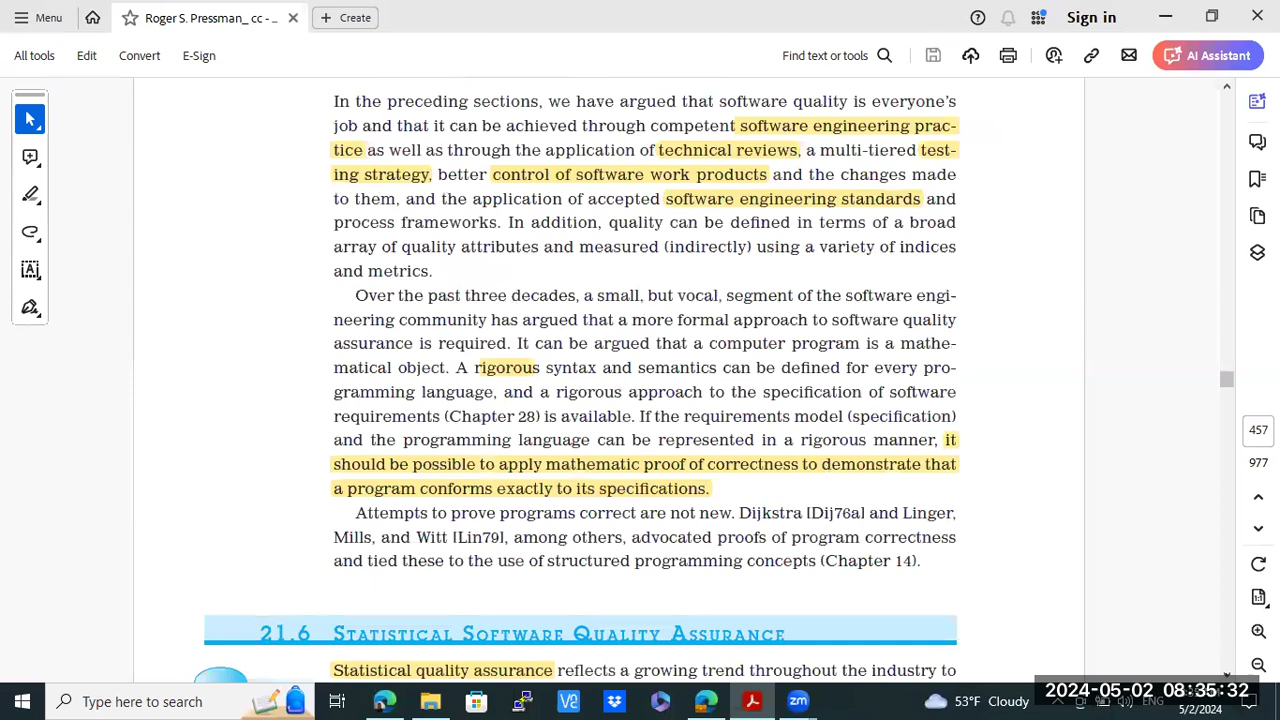 Menu
Roger S. Pressman_ cc - ...
Create
Sign in
All tools
Edit
Convert
E-Sign
Find text or tools
AI Assistant
In the preceding sections, we have argued that software quality is everyone's
job and that it can be achieved through competent software engineering prac-
tice as well as through the application of technical reviews, a multi-tiered test-
ing strategy, better control of software work products and the changes made
to them, and the application of accepted software engineering standards and
process frameworks. In addition, quality can be defined in terms of a broad
array of quality attributes and measured (indirectly) using a variety of indices
and metrics.
Over the past three decades, a small, but vocal, segment of the software engi-
neering community has argued that a more formal approach to software quality
assurance is required. It can be argued that a computer program is a mathe-
matical object. A rigorous syntax and semantics can be defined for every pro-
gramming language, and a rigorous approach to the specification of software
requirements (Chapter 28) is available. If the requirements model (specification)
and the programming language can be represented in a rigorous manner, it
should be possible to apply mathematic proof of correctness to demonstrate that
a program conforms exactly to its specifications.
Attempts to prove programs correct are not new. Dijkstra [Dij76a] and Linger,
Mills, and Witt [Lin79], among others, advocated proofs of program correctness
and tied these to the use of structured programming concepts (Chapter 14).
21.6 STATISTICAL SOFTWARE QUALITY ASSURANCE
Statistical quality assurance reflects a growing trend throughout the industry to
457
977
Type here to search
53°F Cloudy
ENG
2024-05-02 08:35:32
5/2/2024